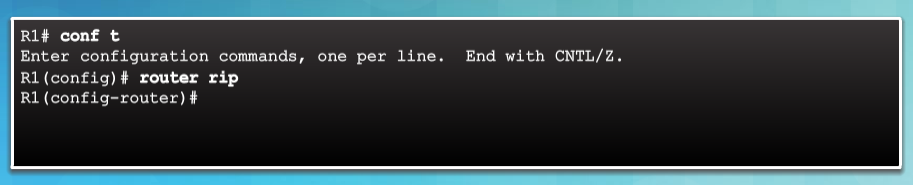 R1# conf t
Enter configuration commands, one per line.  End with CNTL/Z.
R1(config)# router rip
R1(config-router)#